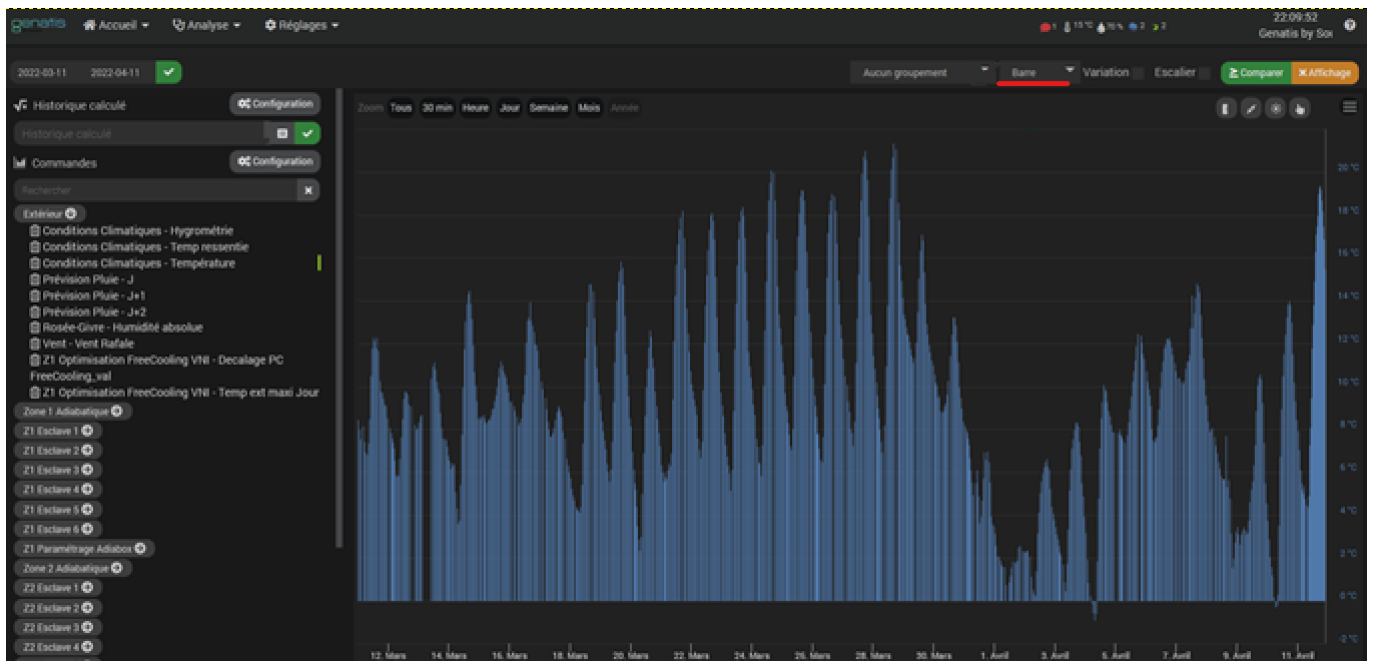 genatis Accueil Analyse Réglages 1 15°C 2 2 22:09:52
Genatis by Sox
2022-03-11 2022-04-11 Aucun groupement Barre Variation Escalier Comparer Affichage
Historique calculé Configuration
Zoom Tous 30 min Heure Jour Semaine Mois Année
Historique calculé
Commandes Configuration
Rechercher
Extérieur
Conditions Climatiques - Hygrométrie
Conditions Climatiques - Temp ressentie
Conditions Climatiques - Température
Prévision Pluie - J
Prévision Pluie - J+1
Prévision Pluie - J+2
Rosée-Givre - Humidité absolue
Vent - Vent Rafale
Z1 Optimisation FreeCooling VNI - Decalage PC
FreeCooling_val
Z1 Optimisation FreeCooling VNI - Temp ext maxi Jour
Zone 1 Adiabatique
Z1 Esclave 1
Z1 Esclave 2
Z1 Esclave 3
Z1 Esclave 4
Z1 Esclave 5
Z1 Esclave 6
Z1 Paramétrage Adiabox
Zone 2 Adiabatique
Z2 Esclave 1
Z2 Esclave 2
Z2 Esclave 3
Z2 Esclave 4
20 °C
18 °C
16 °C
14 °C
12 °C
10 °C
8 °C
6 °C
4 °C
2 °C
0 °C
-2 °C
12. Mars 14. Mars 16. Mars 18. Mars 20. Mars 22. Mars 24. Mars 26. Mars 28. Mars 30. Mars 1. Avril 3. Avril 5. Avril 7. Avril 9. Avril 11. Avril